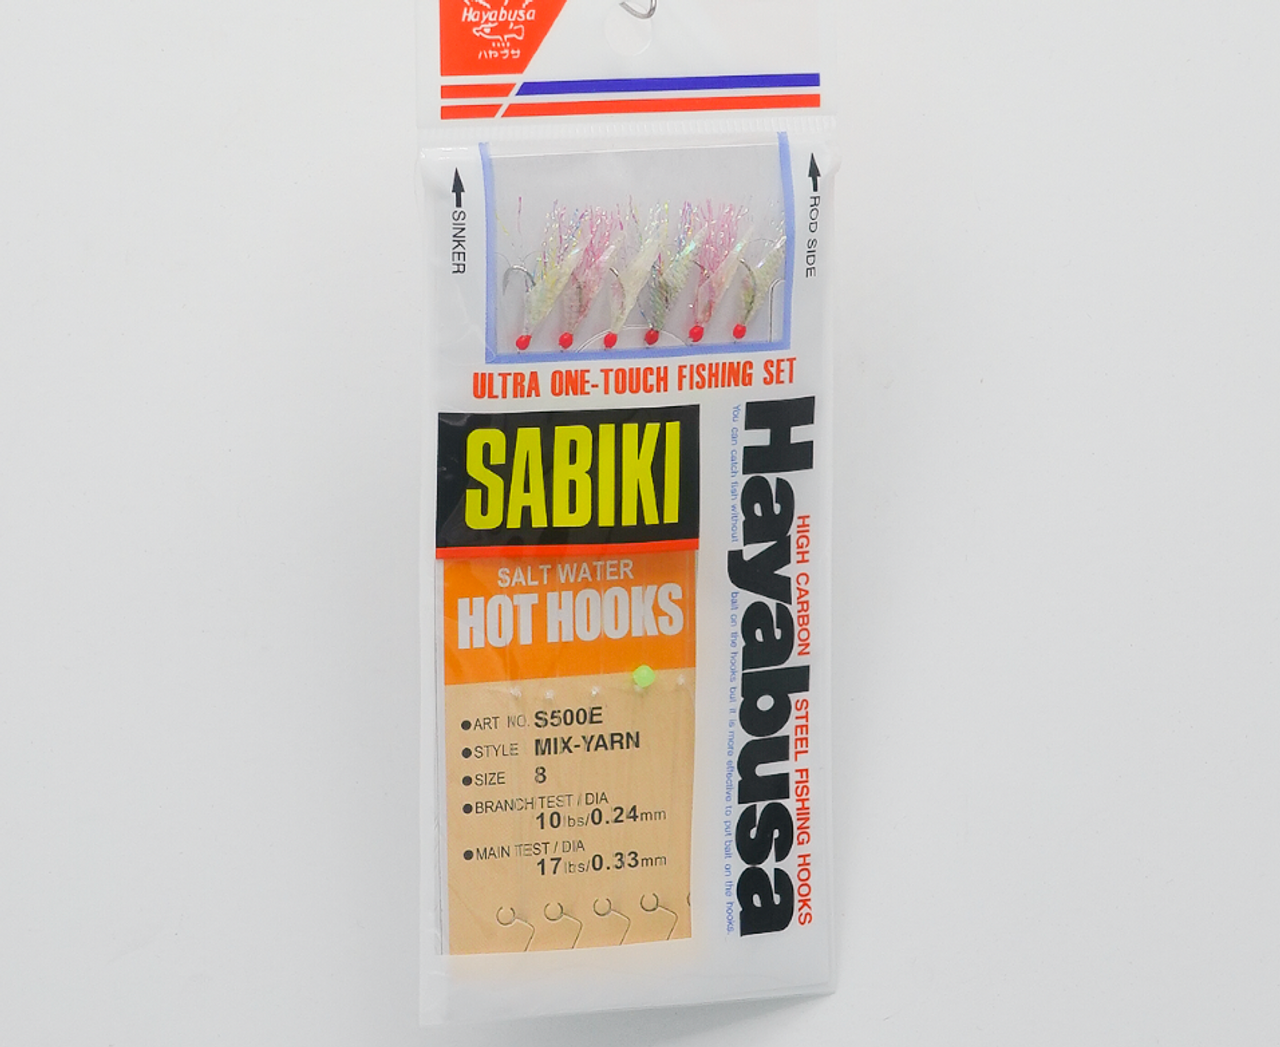 Hayabusa
ハヤブサ
SINKER
ROD SIDE
ULTRA ONE-TOUCH FISHING SET
SABIKI
SALT WATER
HOT HOOKS
●ART NO. S500E
●STYLE MIX-YARN
●SIZE 8
●BRANCH TEST / DIA
10lbs/0.24mm
●MAIN TEST / DIA
17lbs/0.33mm
You can catch fish without bait on the hooks but it is more effective to put bait on the hooks.
Hayabusa
HIGH CARBON STEEL FISHING HOOKS